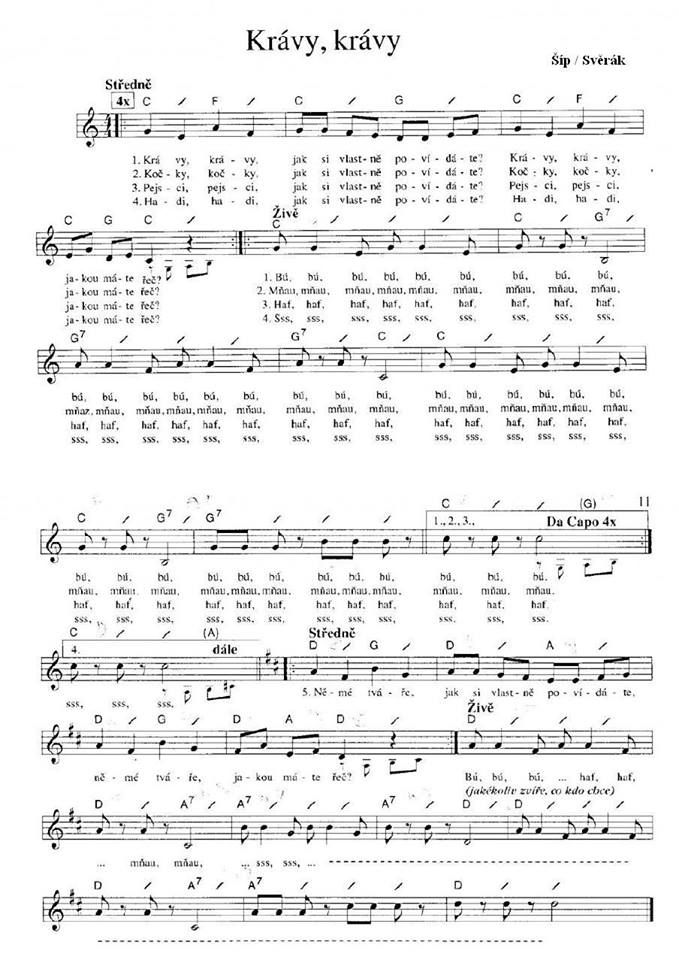 Krávy, krávy
Šíp / Svěrák
Středně
4x C / F / C / G / C / F /
1. Krá - vy, krá - vy, jak si vlast- ně po - ví - dá - te? Krá - vy, krá - vy,
2. Koč - ky, koč - ky, jak si vlast- ně po - ví - dá - te? Koč - ky, koč - ky,
3. Pejs - ci, pejs - ci, jak si vlast- ně po - ví - dá - te? Pejs - ci, pejs - ci,
4. Ha - di, ha - di, jak si vlast- ně po - ví - dá - te? Ha - di, ha - di,
Živě
C G C / C / / / C G7
ja- kou má- te řeč? 1. Bú, bú, bú, bú, bú, bú, bú, bú, bú,
ja- kou má- te řeč? 2. Mňau, mňau, mňau, mňau, mňau, mňau, mňau, mňau, mňau,
ja- kou má- te řeč? 3. Haf, haf, haf, haf, haf, haf, haf, haf, haf,
ja- kou má- te řeč? 4. Sss, sss, sss, sss, sss, sss, sss, sss, sss,
G7 / / / C / G7 / C /
bú, bú, bú, bú, bú, bú, bú, bú, bú, bú, bú, bú, bú, bú,
mňaz, mňau, mňau, mňau, mňau, mňau, mňau, mňau, mňau, mňau, mňau, mňau, mňau, mňau,
haf, haf, haf, haf, haf, haf, haf, haf, haf, haf, haf, haf, haf, haf,
sss, sss, sss, sss, sss, sss, sss, sss, sss, sss, sss, sss, sss, sss,
C / G7 / G7 / / / C / / (G) 11
1., 2., 3., Da Capo 4x
bú, bú, bú, bú, bú, bú, bú, bú, bú, bú, bú, bú, bú.
mňau, mňau, mňau, mňau, mňau, mňau, mňau, mňau, mňau, mňau, mňau, mňau, mňau.
haf, haf, haf, haf, haf, haf, haf, haf, haf, haf, haf, haf, haf.
sss, sss, sss, sss, sss, sss, sss, sss, sss, sss, sss, sss,
C / / (A) Středně D / G / D / A /
4. dále
sss, sss, 5. Ně- mé tvá- ře, jak si vlast- ně po- ví- dá- te,
sss, sss.
Živě
D / G / D A D / D / / /
ně - mé tvá - ře, ja- kou má- te řeč? Bú, bú, bú, ... haf, haf,
(jakékoliv zvíře, co kdo chce)
D / A7 / A7 / / / D / A7 /
... mňau, mňau, ... sss, sss, ...
D / A7 / A7 / / / D / D /